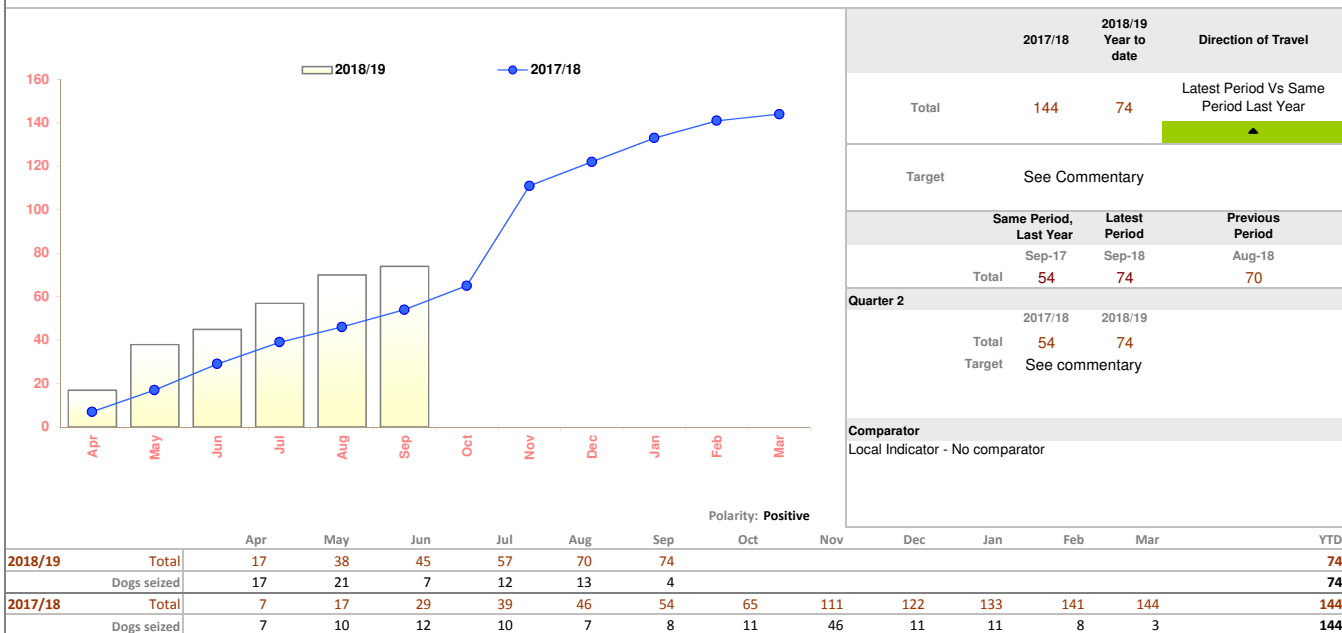 2018/19
2017/18
160
140
120
100
80
60
40
20
0
Apr
May
Jun
Jul
Aug
Sep
Oct
Nov
Dec
Jan
Feb
Mar
Polarity: Positive
2017/18
2018/19
Year to
date
Direction of Travel
Total 144 74
Latest Period Vs Same
Period Last Year
Target See Commentary
Same Period,
Last Year
Latest
Period
Previous
Period
Sep-17 Sep-18 Aug-18
Total 54 74 70
Quarter 2
2017/18 2018/19
Total 54 74
Target See commentary
Comparator
Local Indicator - No comparator
Apr May Jun Jul Aug Sep Oct Nov Dec Jan Feb Mar YTD
2018/19 Total 17 38 45 57 70 74 74
Dogs seized 17 21 7 12 13 4 74
2017/18 Total 7 17 29 39 46 54 65 111 122 133 141 144 144
Dogs seized 7 10 12 10 7 8 11 46 11 11 8 3 144